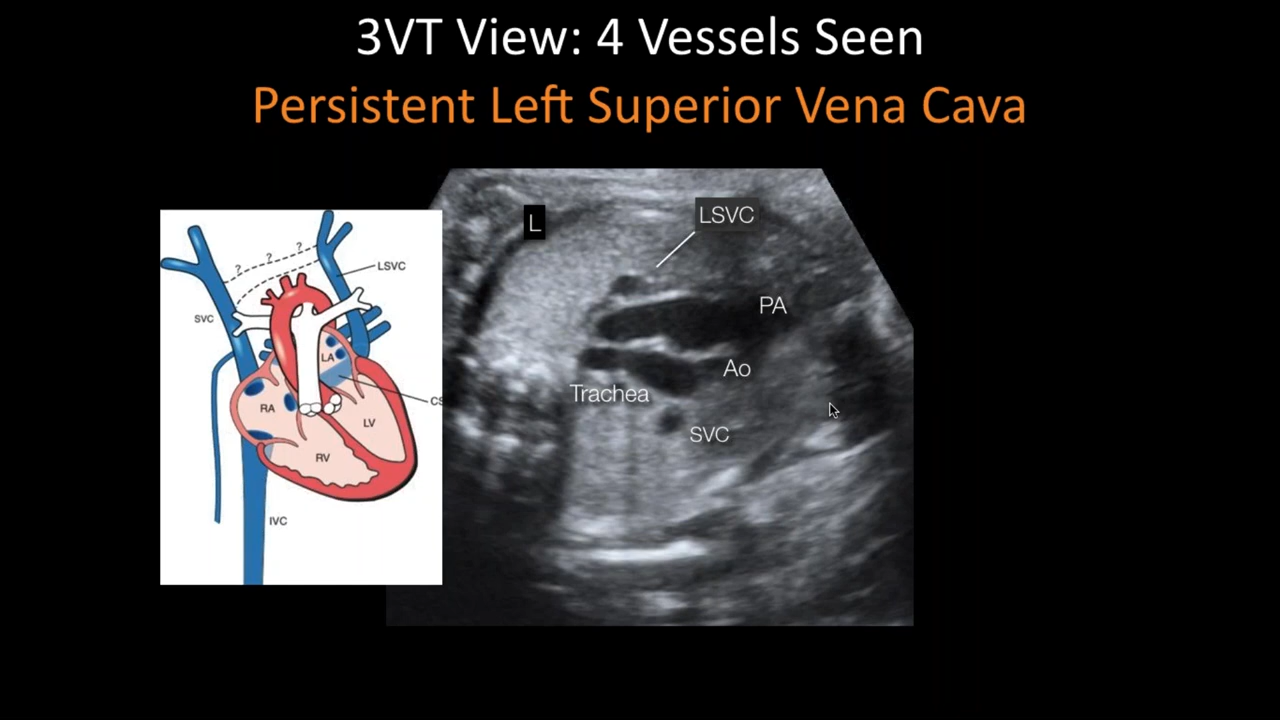 3VT View: 4 Vessels Seen
Persistent Left Superior Vena Cava
L
LSVC
PA
Ao
Trachea
SVC
?
?
?
LSVC
SVC
LA
CS
RA
LV
RV
IVC